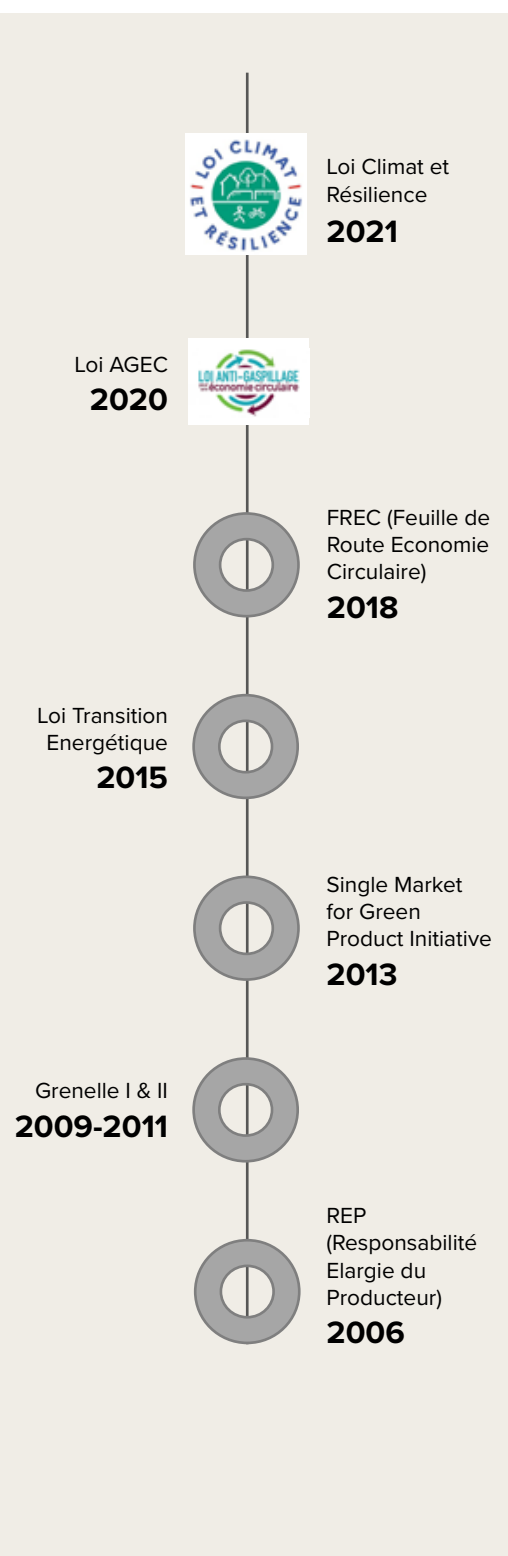 LOI CLIMAT
ET RÉSILIENCE
Loi Climat et
Résilience
2021
Loi AGEC
2020
LOI ANTI-GASPILLAGE
économie circulaire
FREC (Feuille de
Route Economie
Circulaire)
2018
Loi Transition
Energétique
2015
Single Market
for Green
Product Initiative
2013
Grenelle I & II
2009-2011
REP
(Responsabilité
Elargie du
Producteur)
2006